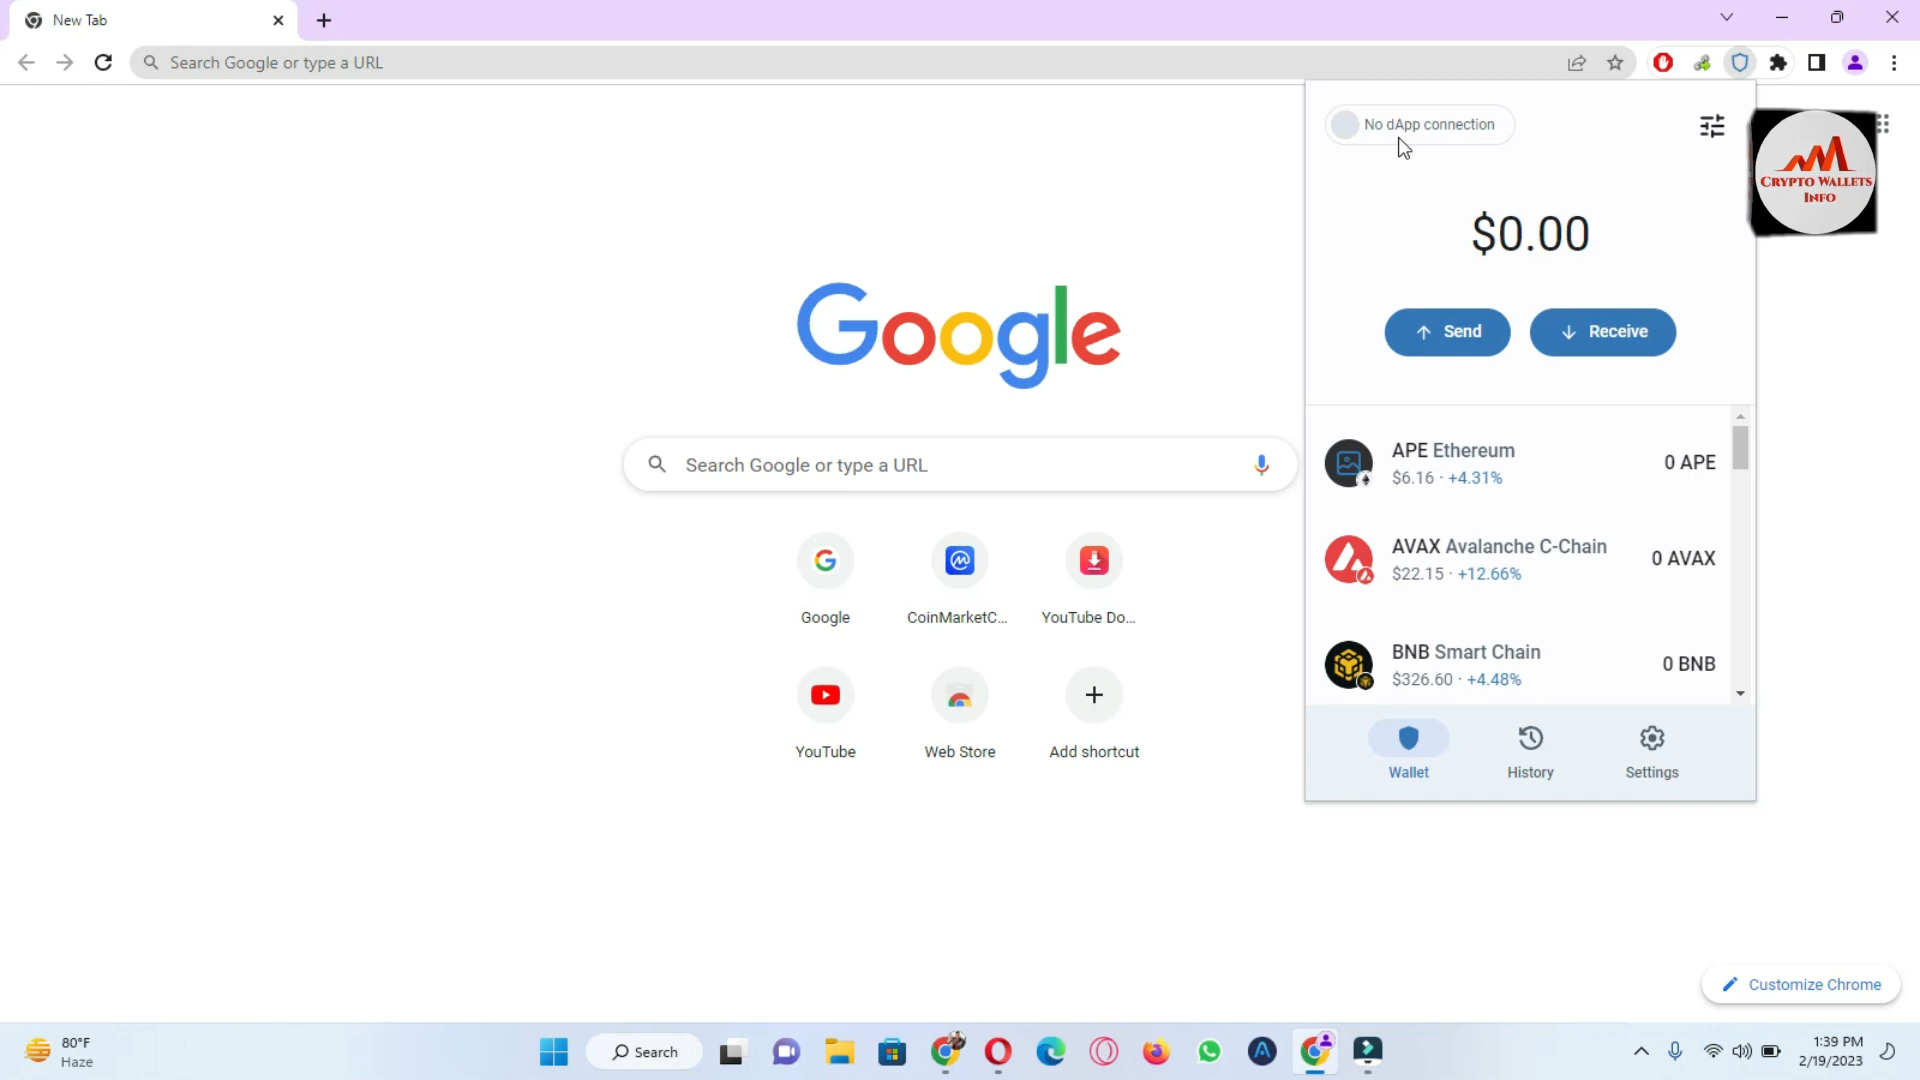 New Tab
Search Google or type a URL
No dApp connection
CRYPTO WALLETS
INFO
$0.00
Send
Receive
Google
Search Google or type a URL
APE Ethereum
0 APE
$6.16 · +4.31%
AVAX Avalanche C-Chain
0 AVAX
$22.15 · +12.66%
BNB Smart Chain
0 BNB
$326.60 · +4.48%
Google
CoinMarketC...
YouTube Do...
YouTube
Web Store
Add shortcut
Wallet
History
Settings
Customize Chrome
80°F
Haze
Search
1:39 PM
2/19/2023